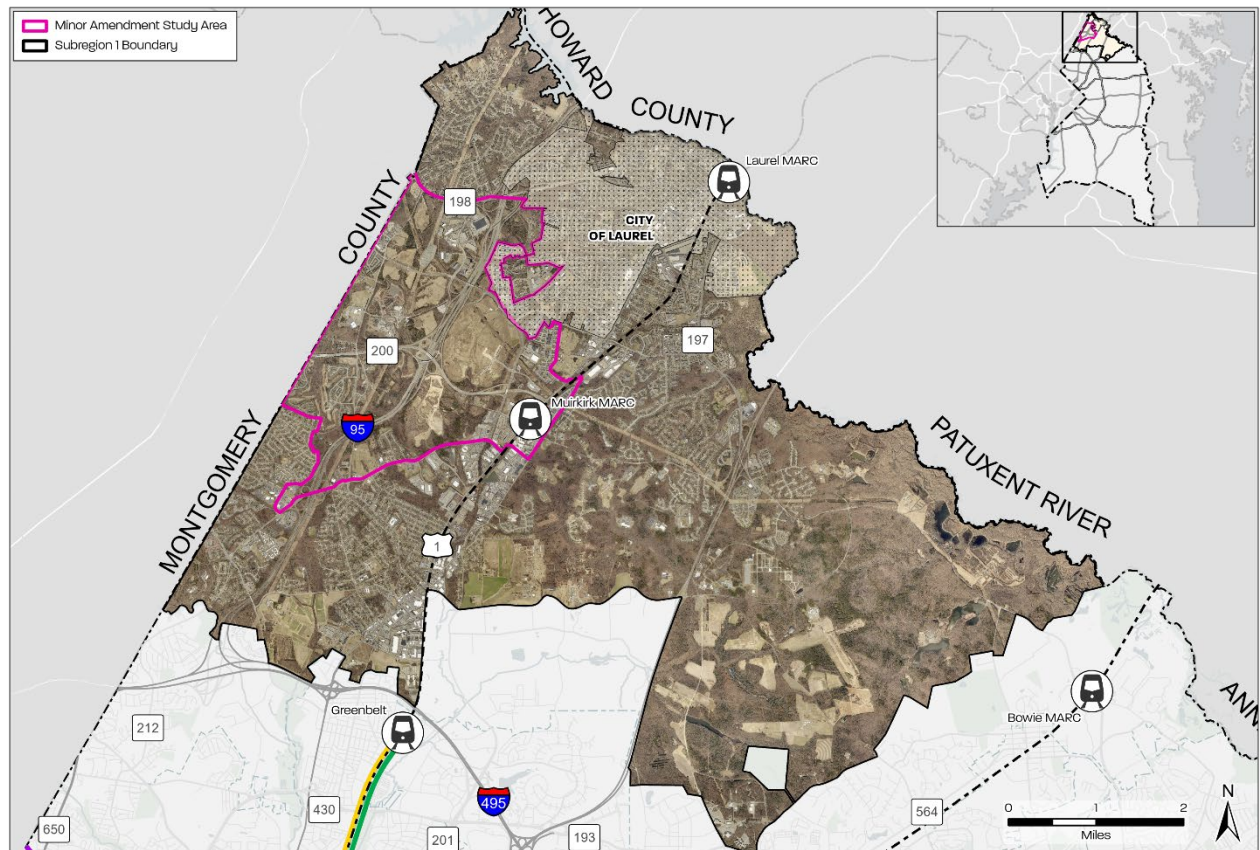 Minor Amendment Study Area
Subregion 1 Boundary
HOWARD COUNTY
Laurel MARC
COUNTY
198
CITY
OF LAUREL
197
200
Muirkirk MARC
95
MONTGOMERY
PATUXENT RIVER
1
Greenbelt
Bowie MARC
ANN
212
495
N
0 1 2
Miles
430
564
650
201
193